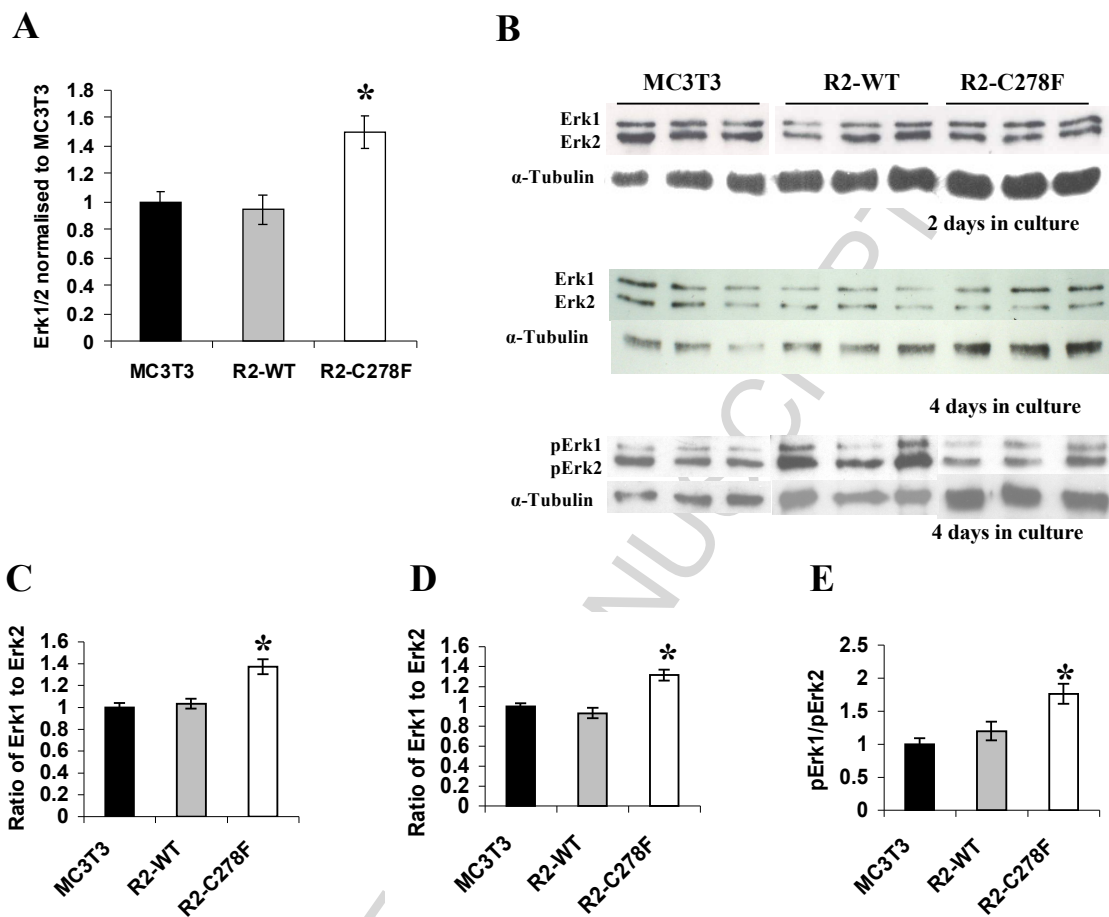 A
Erk1/2 normalised to MC3T3
1.8
1.6
1.4
1.2
1
0.8
0.6
0.4
0.2
0
*
MC3T3 R2-WT R2-C278F
B
MC3T3 R2-WT R2-C278F
Erk1
Erk2
α-Tubulin
2 days in culture
Erk1
Erk2
α-Tubulin
4 days in culture
pErk1
pErk2
α-Tubulin
4 days in culture
C
Ratio of Erk1 to Erk2
1.6
1.4
1.2
1
0.8
0.6
0.4
0.2
0
*
MC3T3
R2-WT
R2-C278F
D
Ratio of Erk1 to Erk2
1.6
1.4
1.2
1
0.8
0.6
0.4
0.2
0
*
MC3T3
R2-WT
R2-C278F
E
pErk1/pErk2
2.5
2
1.5
1
0.5
0
*
MC3T3
R2-WT
R2-C278F